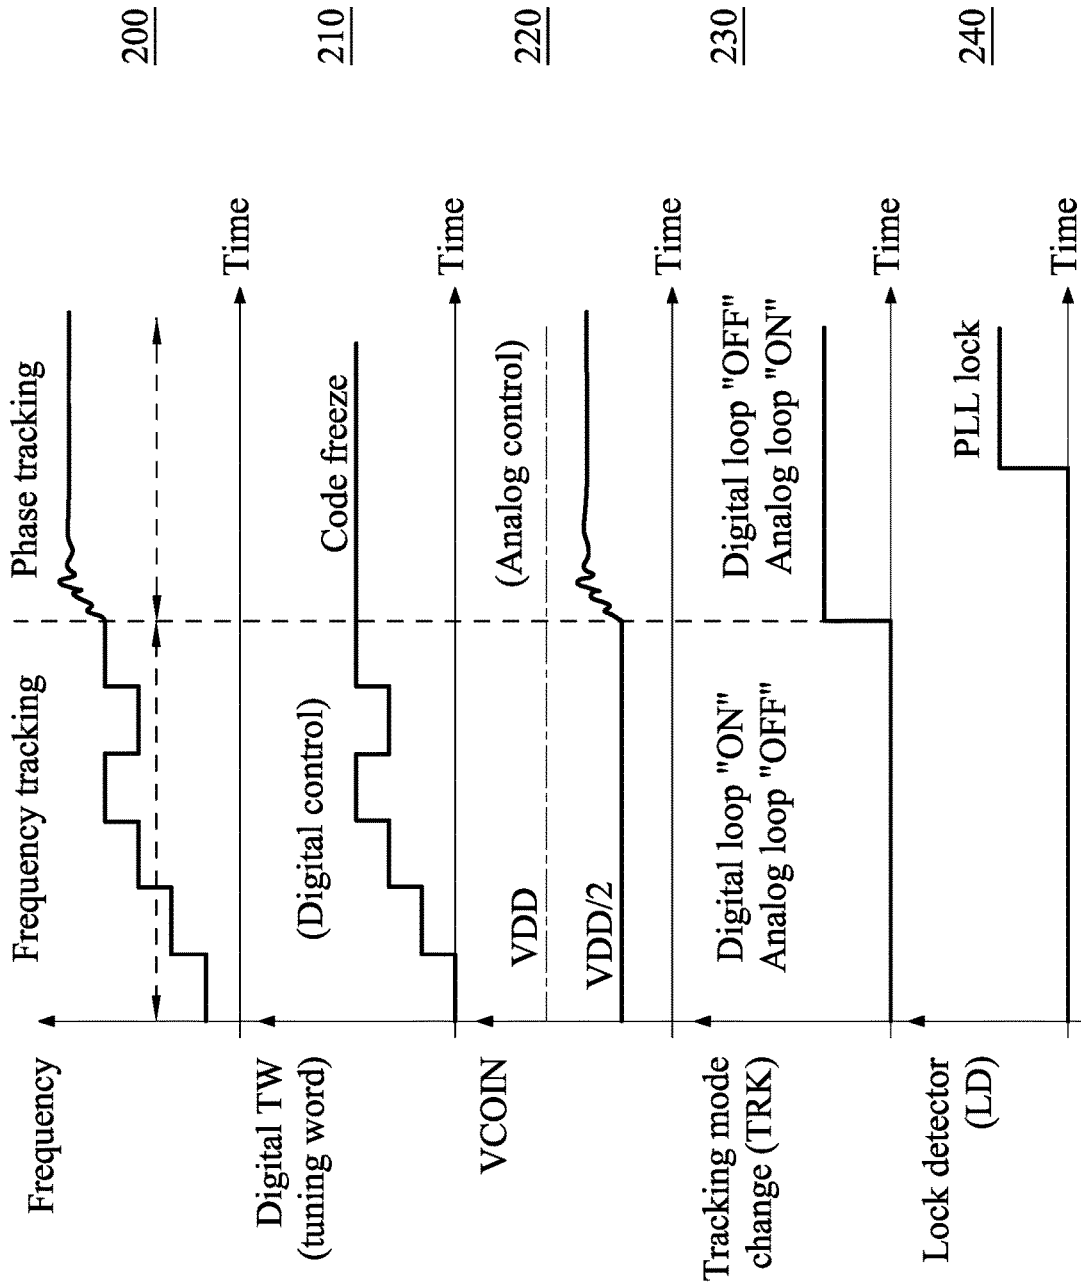 Frequency
Frequency tracking
Phase tracking
200
Time
Digital TW
(tuning word)
(Digital control)
Code freeze
210
Time
VCOIN
VDD
(Analog control)
220
VDD/2
Time
Tracking mode
change (TRK)
Digital loop "ON"
Analog loop "OFF"
Digital loop "OFF"
Analog loop "ON"
230
Time
Lock detector
(LD)
PLL lock
240
Time